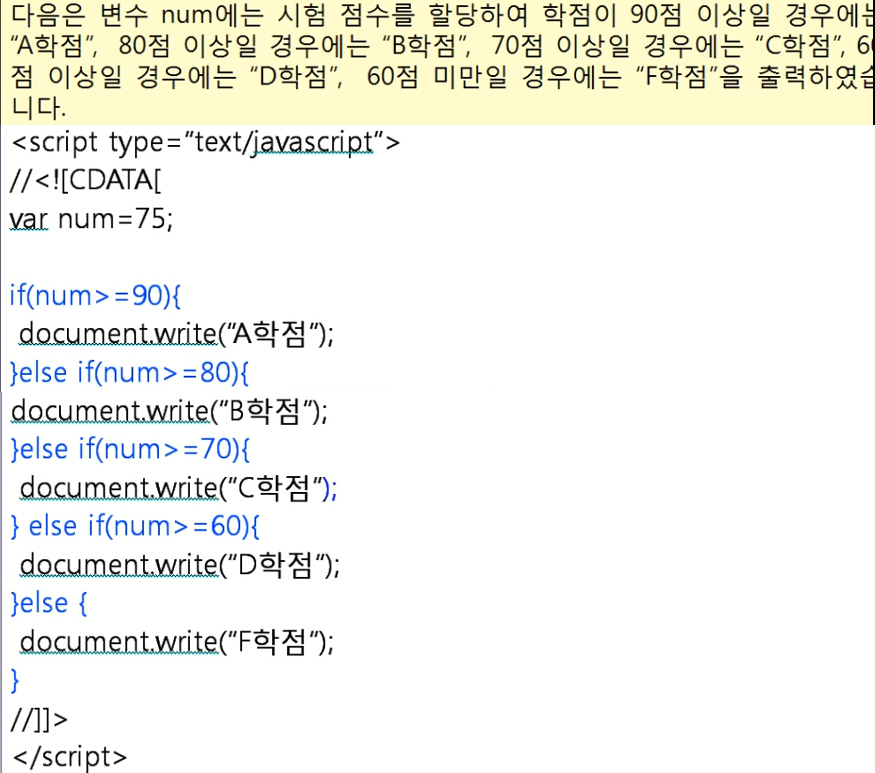 다음은 변수 num에는 시험 점수를 할당하여 학점이 90점 이상일 경우에는
“A학점”, 80점 이상일 경우에는 “B학점”, 70점 이상일 경우에는 “C학점”, 60
점 이상일 경우에는 “D학점”, 60점 미만일 경우에는 “F학점”을 출력하였습
니다.
<script type=”text/javascript”>
//<![CDATA[
var num=75;
if(num>=90){
document.write(“A학점”);
}else if(num>=80){
document.write(“B학점”);
}else if(num>=70){
document.write(“C학점”);
} else if(num>=60){
document.write(“D학점”);
}else {
document.write(“F학점”);
}
//]]>
</script>